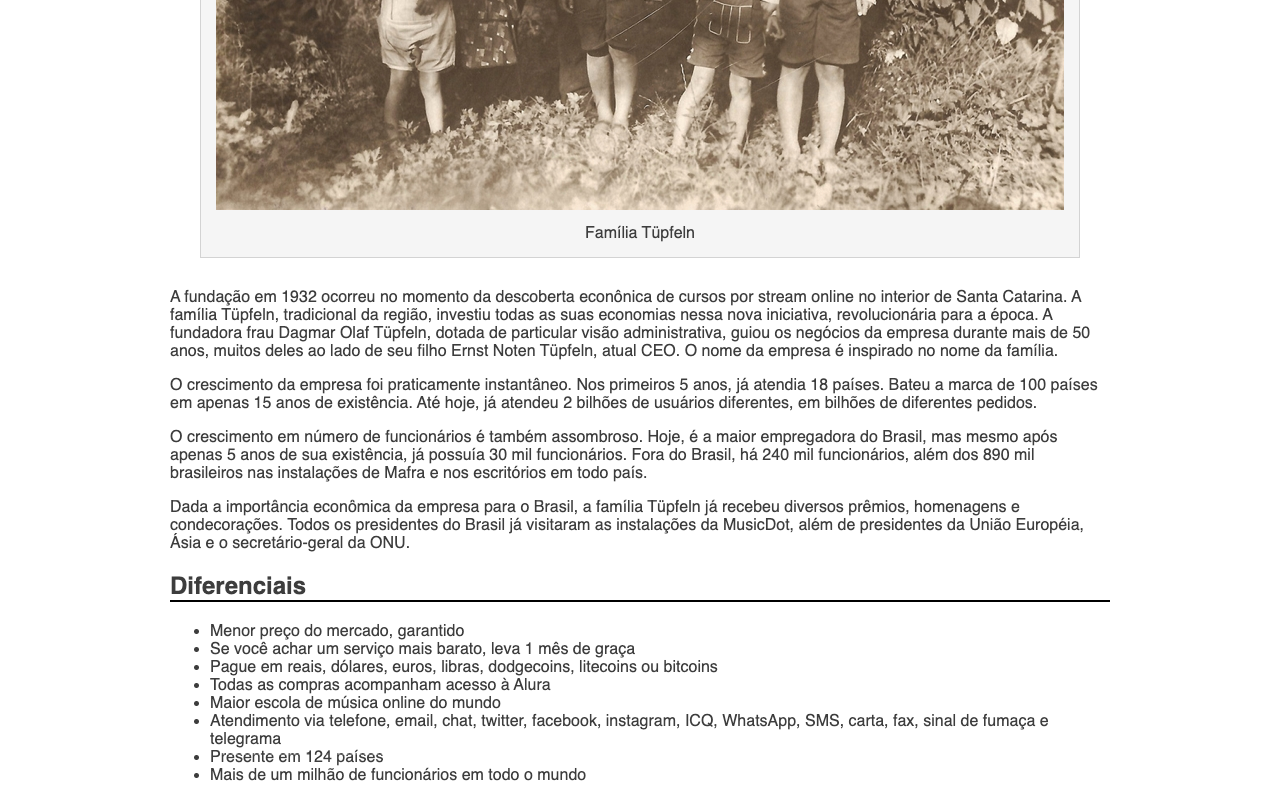 Família Tüpfeln
A fundação em 1932 ocorreu no momento da descoberta econônica de cursos por stream online no interior de Santa Catarina. A
família Tüpfeln, tradicional da região, investiu todas as suas economias nessa nova iniciativa, revolucionária para a época. A
fundadora frau Dagmar Olaf Tüpfeln, dotada de particular visão administrativa, guiou os negócios da empresa durante mais de 50
anos, muitos deles ao lado de seu filho Ernst Noten Tüpfeln, atual CEO. O nome da empresa é inspirado no nome da família.
O crescimento da empresa foi praticamente instantâneo. Nos primeiros 5 anos, já atendia 18 países. Bateu a marca de 100 países
em apenas 15 anos de existência. Até hoje, já atendeu 2 bilhões de usuários diferentes, em bilhões de diferentes pedidos.
O crescimento em número de funcionários é também assombroso. Hoje, é a maior empregadora do Brasil, mas mesmo após
apenas 5 anos de sua existência, já possuía 30 mil funcionários. Fora do Brasil, há 240 mil funcionários, além dos 890 mil
brasileiros nas instalações de Mafra e nos escritórios em todo país.
Dada a importância econômica da empresa para o Brasil, a família Tüpfeln já recebeu diversos prêmios, homenagens e
condecorações. Todos os presidentes do Brasil já visitaram as instalações da MusicDot, além de presidentes da União Européia,
Ásia e o secretário-geral da ONU.
Diferenciais
• Menor preço do mercado, garantido
• Se você achar um serviço mais barato, leva 1 mês de graça
• Pague em reais, dólares, euros, libras, dodgecoins, litecoins ou bitcoins
• Todas as compras acompanham acesso à Alura
• Maior escola de música online do mundo
• Atendimento via telefone, email, chat, twitter, facebook, instagram, ICQ, WhatsApp, SMS, carta, fax, sinal de fumaça e
telegrama
• Presente em 124 países
• Mais de um milhão de funcionários em todo o mundo